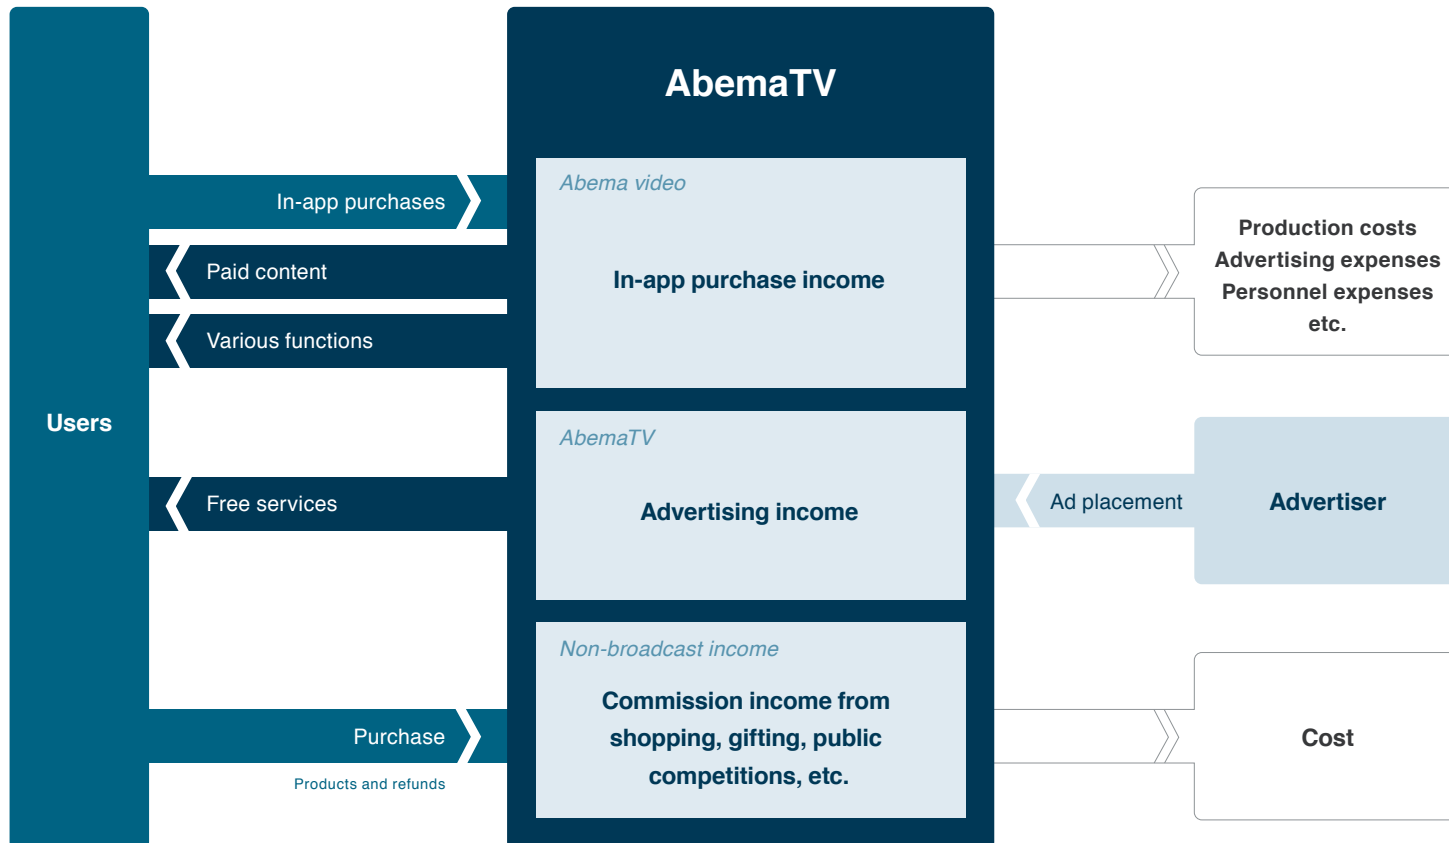 AbemaTV
Users
In-app purchases
Paid content
Various functions
Abema video
In-app purchase income
Production costs
Advertising expenses
Personnel expenses
etc.
Free services
AbemaTV
Advertising income
Ad placement
Advertiser
Purchase
Products and refunds
Non-broadcast income
Commission income from
shopping, gifting, public
competitions, etc.
Cost